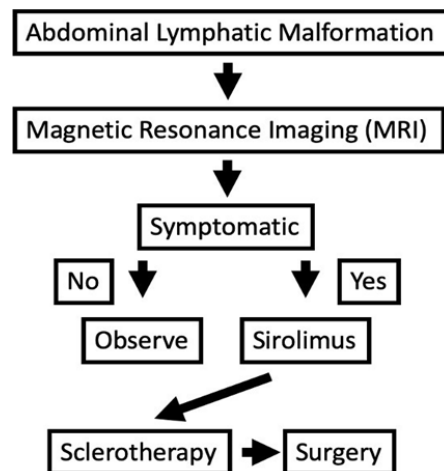 Abdominal Lymphatic Malformation
Magnetic Resonance Imaging (MRI)
Symptomatic
No
Yes
Observe
Sirolimus
Sclerotherapy
Surgery